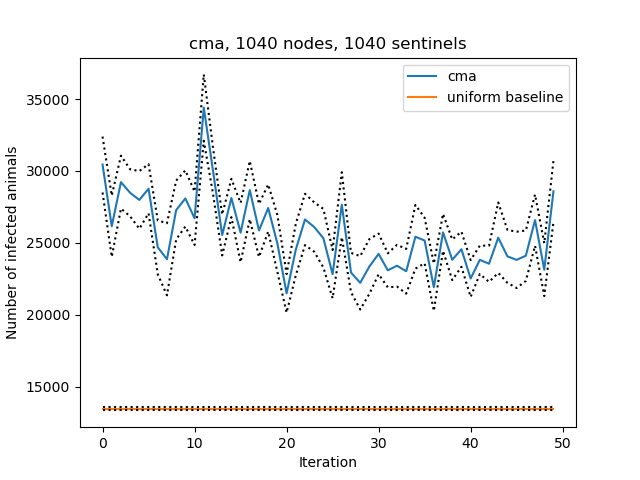 cma, 1040 nodes, 1040 sentinels
cma
uniform baseline
35000
30000
25000
20000
15000
Number of infected animals
0
10
20
30
40
50
Iteration